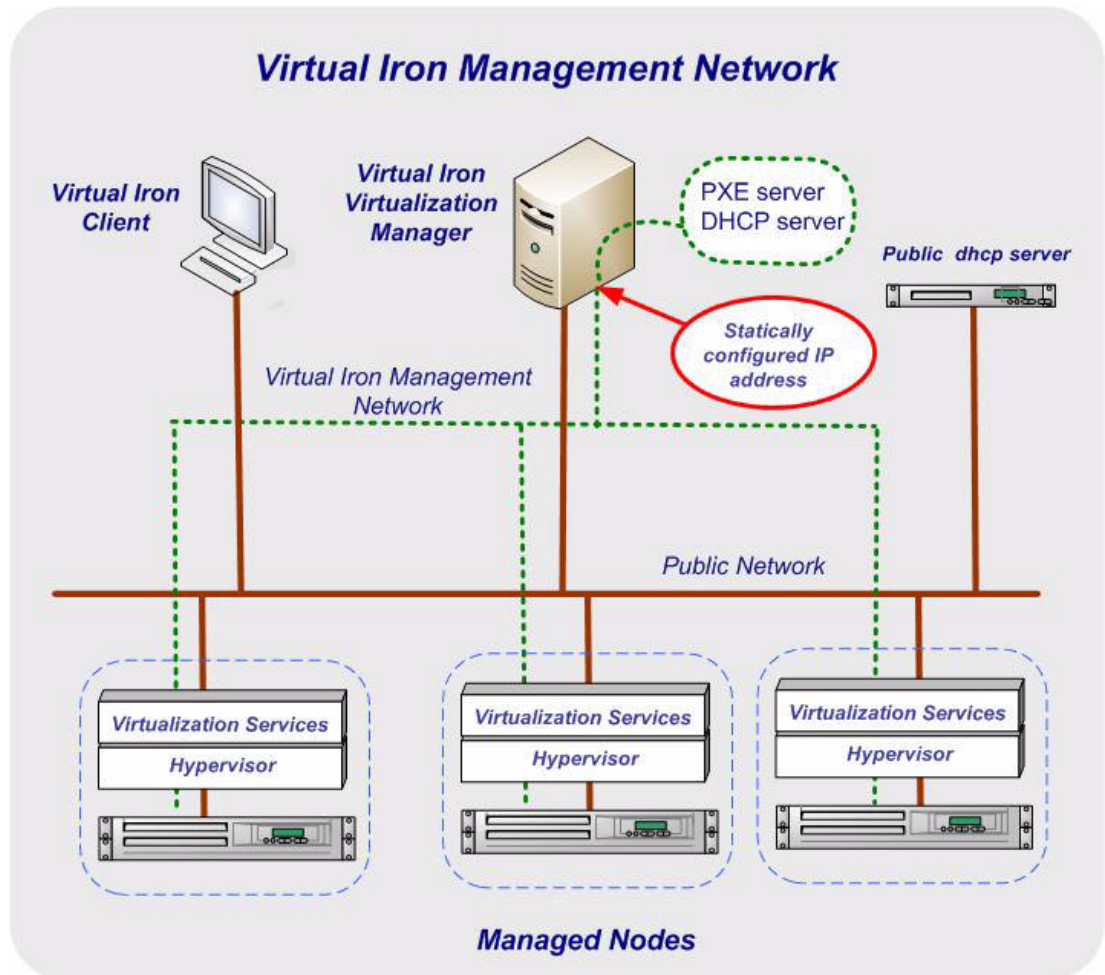 Virtual Iron Management Network
Virtual Iron
Client
Virtual Iron
Virtualization
Manager
PXE server
DHCP server
Public dhcp server
Statically
configured IP
address
Virtual Iron Management
Network
Public Network
Virtualization Services
Hypervisor
Virtualization Services
Hypervisor
Virtualization Services
Hypervisor
Managed Nodes